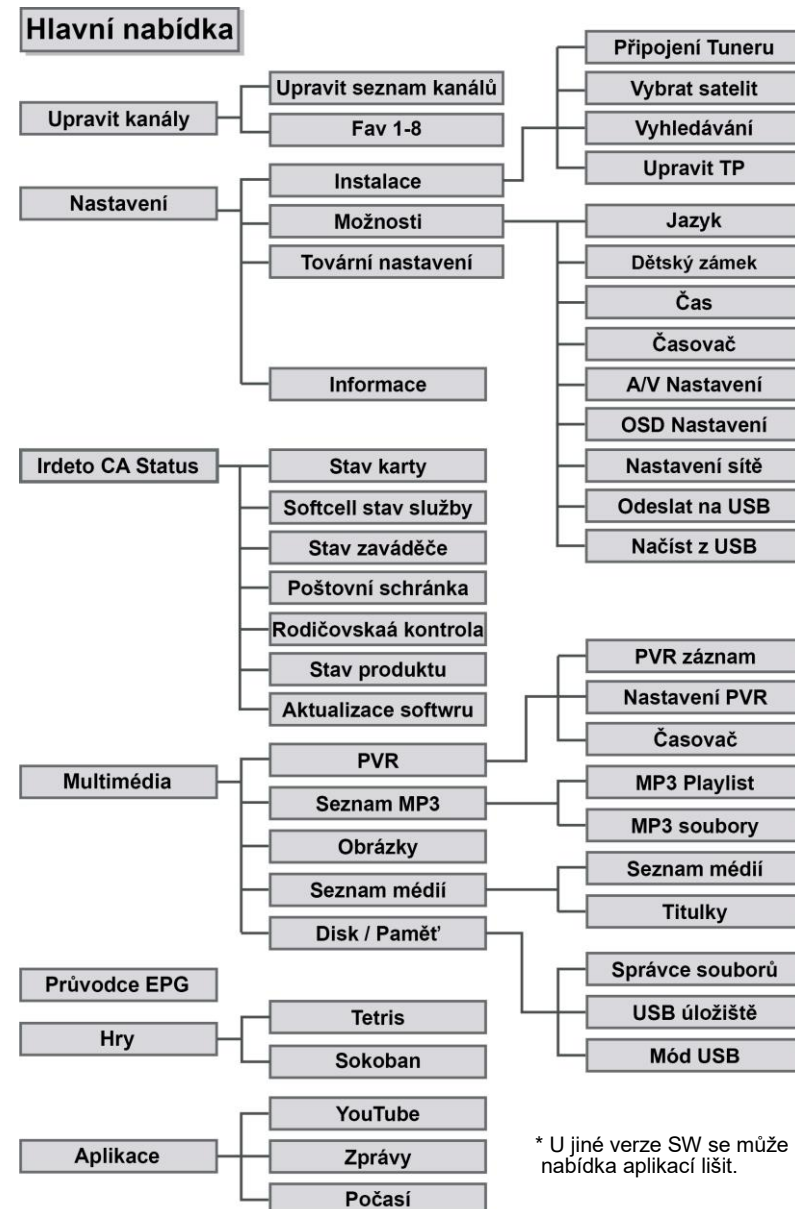 Hlavní nabídka
Upravit kanály
Upravit seznam kanálů
Fav 1-8
Nastavení
Instalace
Připojení Tuneru
Vybrat satelit
Vyhledávání
Upravit TP
Možnosti
Jazyk
Dětský zámek
Čas
Časovač
A/V Nastavení
OSD Nastavení
Nastavení sítě
Odeslat na USB
Načíst z USB
Tovární nastavení
Informace
Irdeto CA Status
Stav karty
Softcell stav služby
Stav zaváděče
Poštovní schránka
Rodičovskaá kontrola
Stav produktu
Aktualizace softwru
Multimédia
PVR
PVR záznam
Nastavení PVR
Časovač
Seznam MP3
MP3 Playlist
MP3 soubory
Obrázky
Seznam médií
Seznam médií
Titulky
Disk / Paměť
Správce souborů
USB úložiště
Mód USB
Průvodce EPG
Hry
Tetris
Sokoban
Aplikace
YouTube
Zprávy
Počasí
* U jiné verze SW se může
nabídka aplikací lišit.